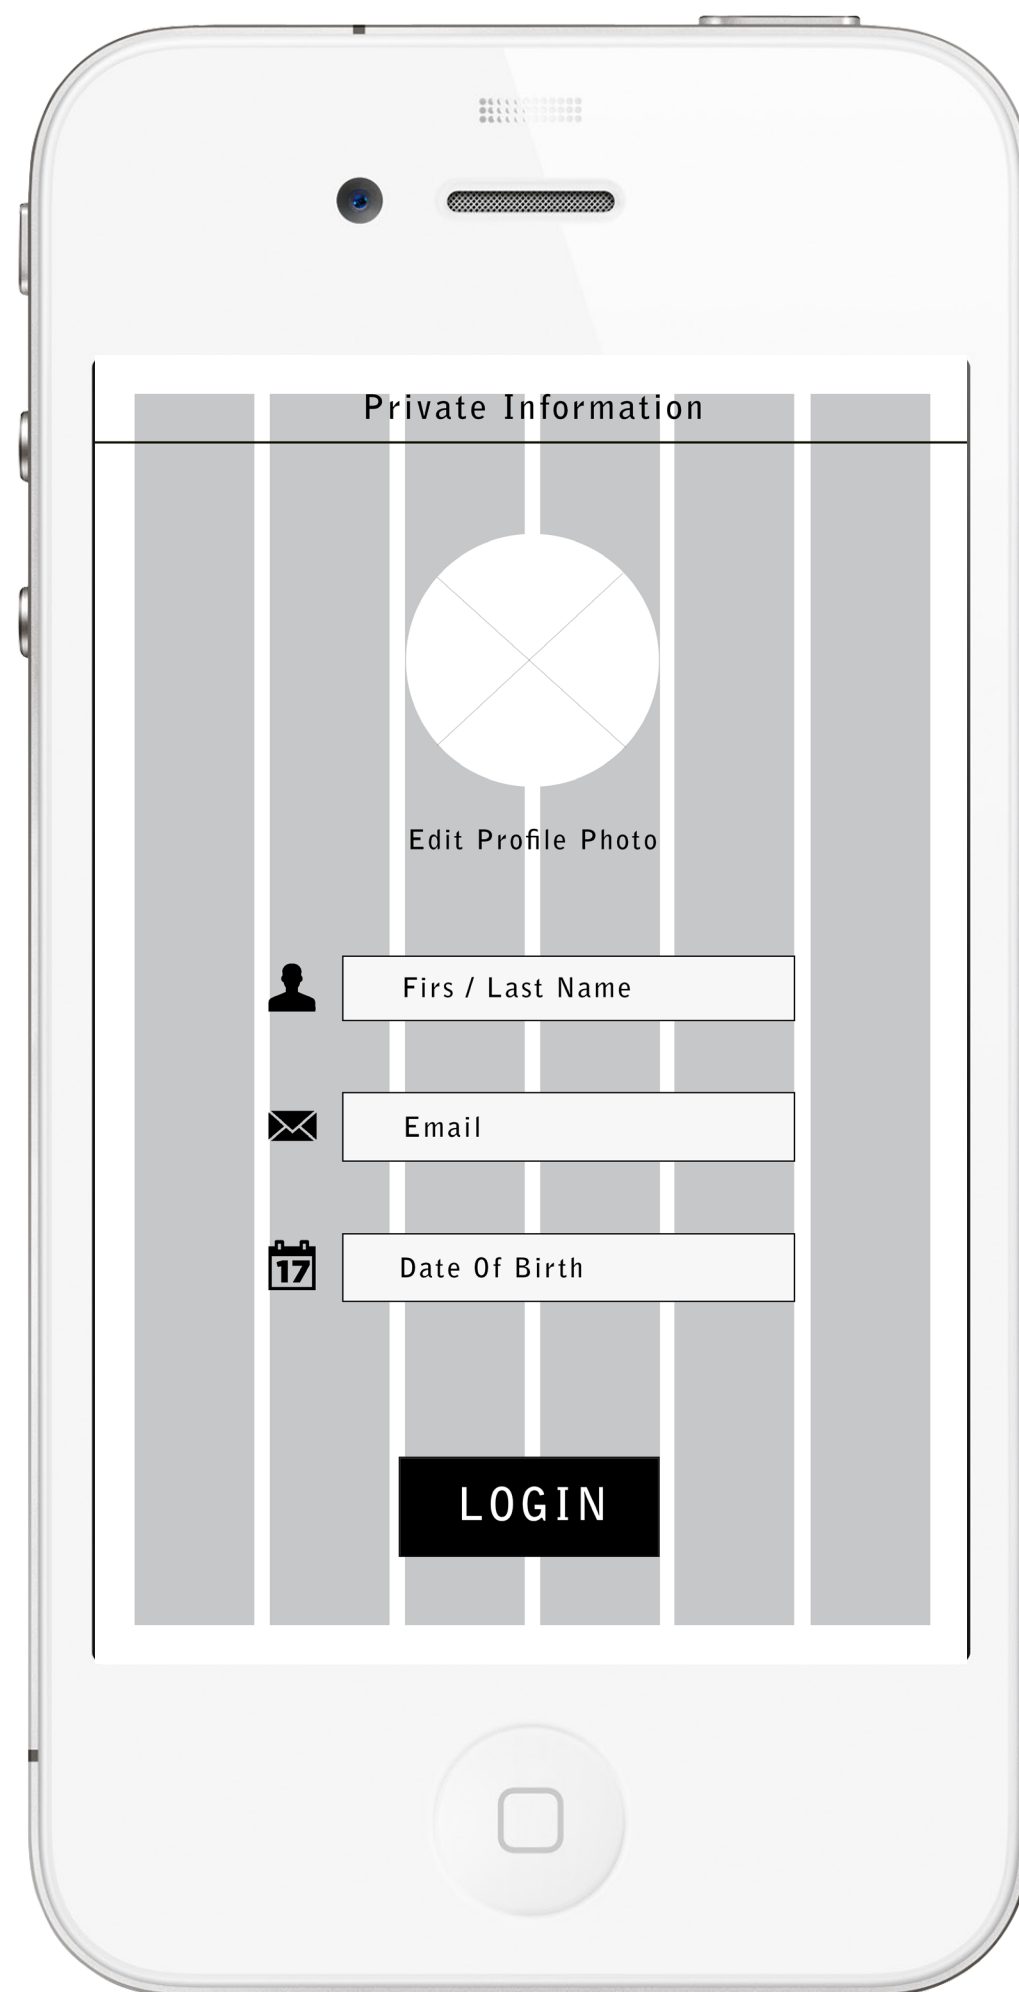 Private Information
Edit Profile Photo
Firs / Last Name
Email
17
Date Of Birth
LOGIN